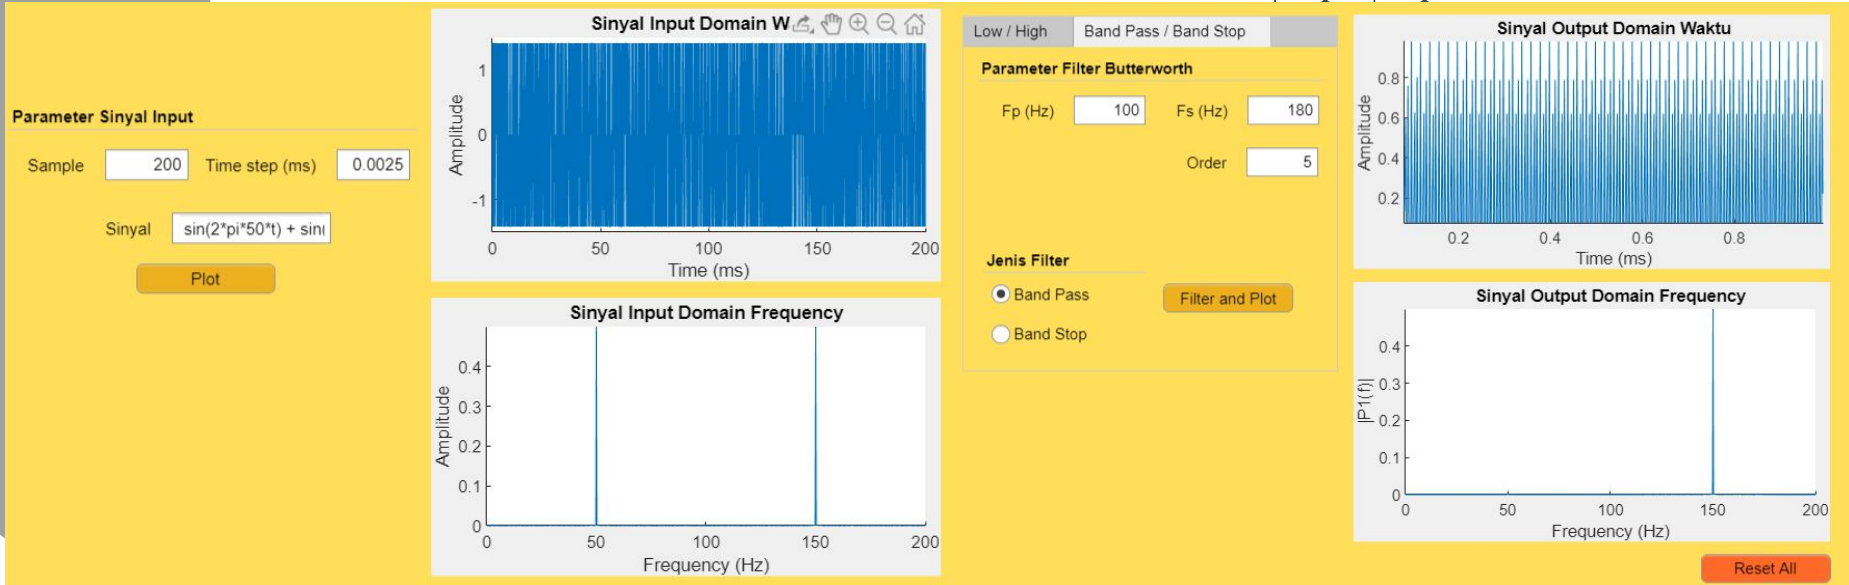 Parameter Sinyal Input
Sample 200 Time step (ms) 0.0025
Sinyal sin(2*pi*50*t) + sin(
Plot
Sinyal Input Domain W
1
0
-1
Amplitude
0 50 100 150 200
Time (ms)
Sinyal Input Domain Frequency
0.4
0.3
0.2
0.1
0
Amplitude
0 50 100 150 200
Frequency (Hz)
Low / High Band Pass / Band Stop
Parameter Filter Butterworth
Fp (Hz) 100 Fs (Hz) 180
Order 5
Jenis Filter
Band Pass
Band Stop
Filter and Plot
Sinyal Output Domain Waktu
0.8
0.6
0.4
0.2
Amplitude
0.2 0.4 0.6 0.8
Time (ms)
Sinyal Output Domain Frequency
0.4
0.3
0.2
0.1
0
|P1(f)|
0 50 100 150 200
Frequency (Hz)
Reset All